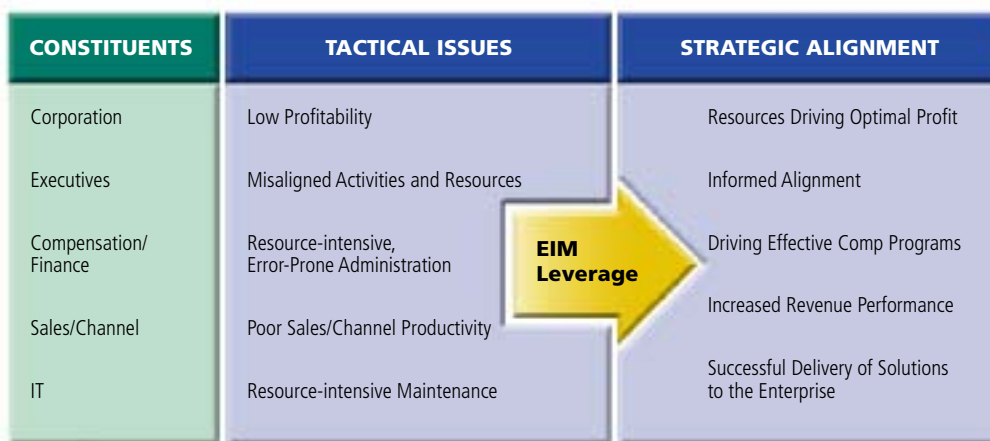 CONSTITUENTS
TACTICAL ISSUES
STRATEGIC ALIGNMENT
Corporation
Low Profitability
Resources Driving Optimal Profit
Executives
Misaligned Activities and Resources
Informed Alignment
Compensation/
Finance
Resource-intensive,
Error-Prone Administration
EIM
Leverage
Driving Effective Comp Programs
Sales/Channel
Poor Sales/Channel Productivity
Increased Revenue Performance
IT
Resource-intensive Maintenance
Successful Delivery of Solutions
to the Enterprise